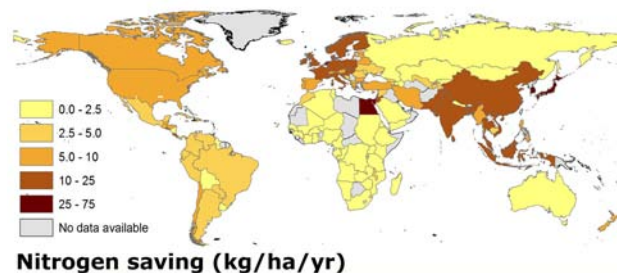 0.0 - 2.5
2.5 - 5.0
5.0 - 10
10 - 25
25 - 75
No data available
Nitrogen saving (kg/ha/yr)